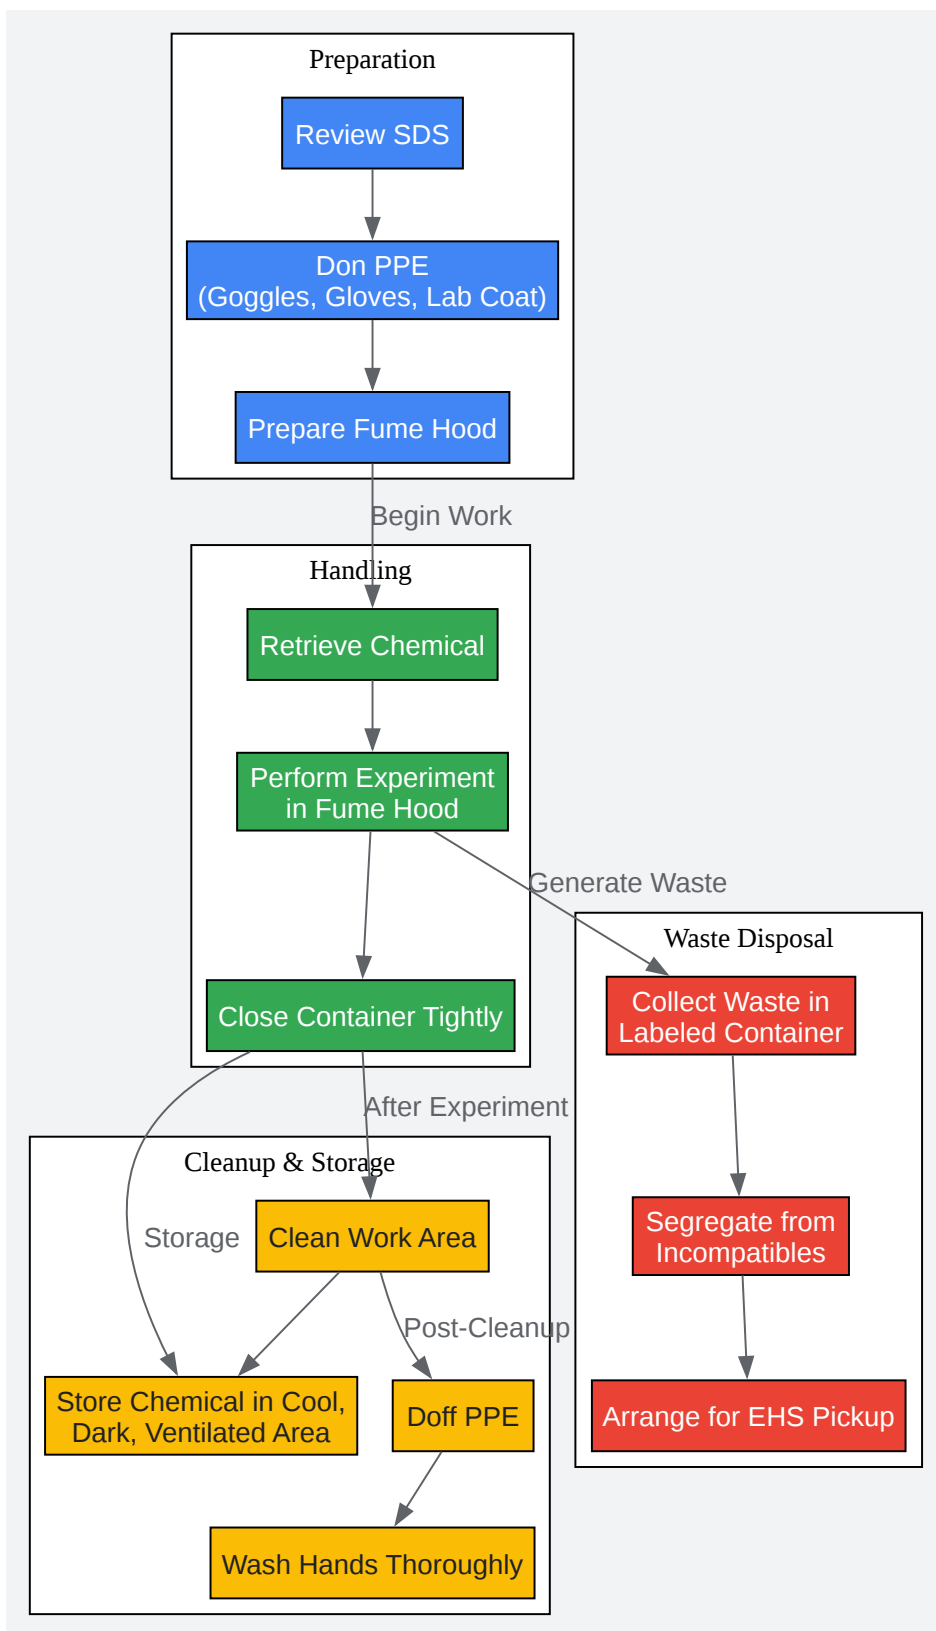 Preparation
Review SDS
Don PPE
(Goggles, Gloves, Lab Coat)
Prepare Fume Hood
Begin Work
Handling
Retrieve Chemical
Perform Experiment
in Fume Hood
Generate Waste
Waste Disposal
Collect Waste in
Labeled Container
Close Container Tightly
After Experiment
Cleanup & Storage
Storage
Clean Work Area
Segregate from
Incompatibles
Post-Cleanup
Store Chemical in Cool,
Dark, Ventilated Area
Doff PPE
Arrange for EHS Pickup
Wash Hands Thoroughly